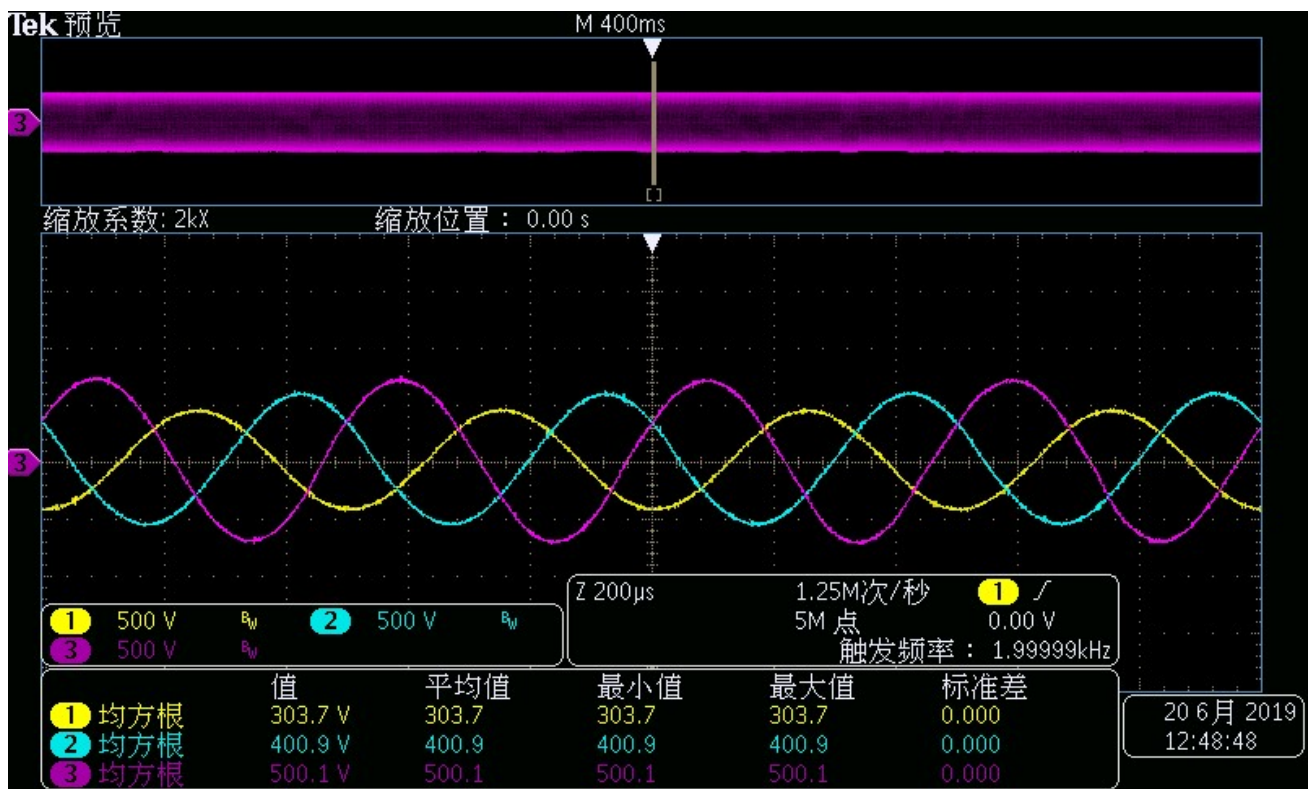 Tek 预览 M 400ms
3
缩放系数: 2kX 缩放位置： 0.00 s
3
Z 200μs 1.25M次/秒 1
5M 点 0.00 V
触发频率： 1.99999kHz
1 500 V BW 2 500 V BW
3 500 V BW
值 平均值 最小值 最大值 标准差
1 均方根 303.7 V 303.7 303.7 303.7 0.000
2 均方根 400.9 V 400.9 400.9 400.9 0.000
3 均方根 500.1 V 500.1 500.1 500.1 0.000
20 6月 2019
12:48:48